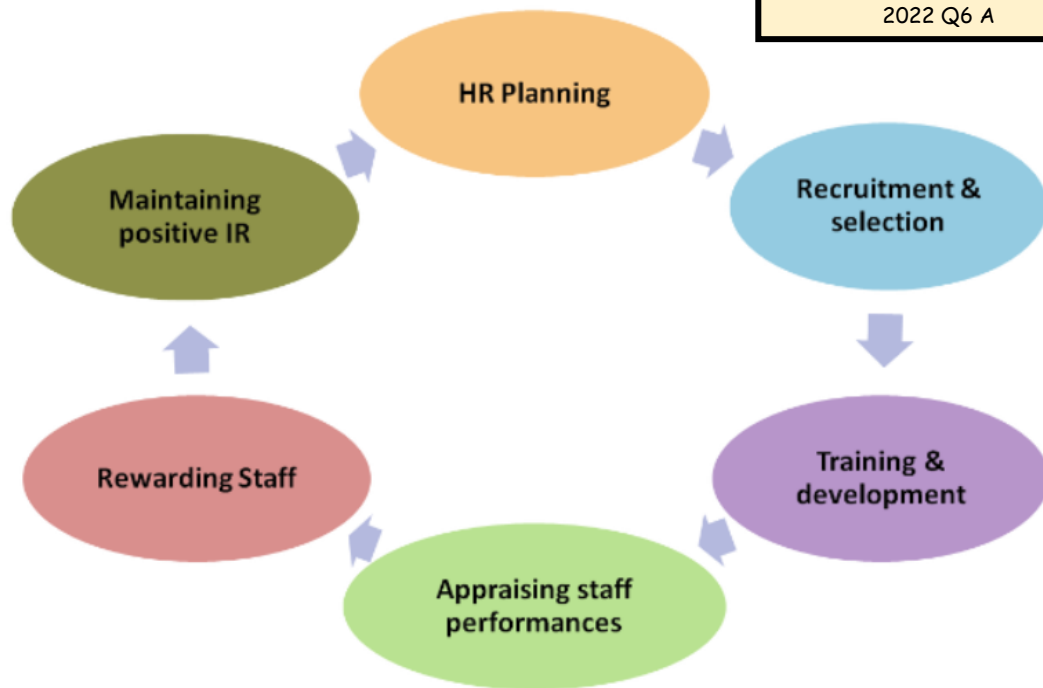 2022 Q6 A
HR Planning
Recruitment &
selection
Training &
development
Appraising staff
performances
Rewarding Staff
Maintaining
positive IR